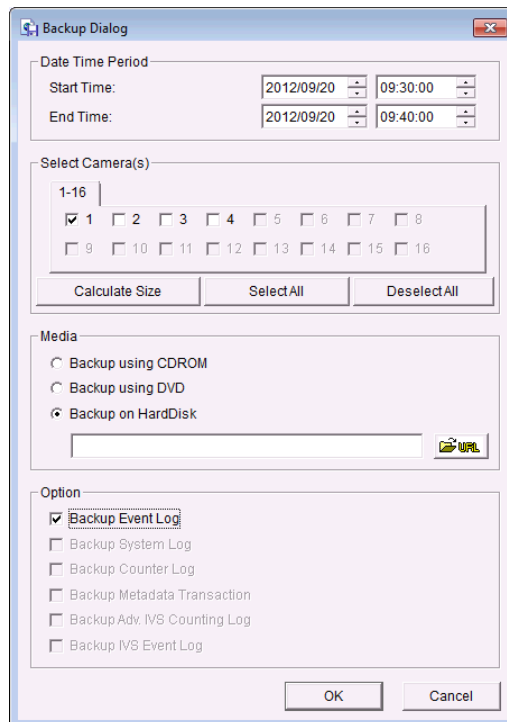 Backup Dialog
Date Time Period
Start Time: 2012/09/20 09:30:00
End Time: 2012/09/20 09:40:00
Select Camera(s)
1-16
1 2 3 4 5 6 7 8
9 10 11 12 13 14 15 16
Calculate Size Select All Deselect All
Media
Backup using CDROM
Backup using DVD
Backup on HardDisk
URL
Option
Backup Event Log
Backup System Log
Backup Counter Log
Backup Metadata Transaction
Backup Adv. IVS Counting Log
Backup IVS Event Log
OK Cancel